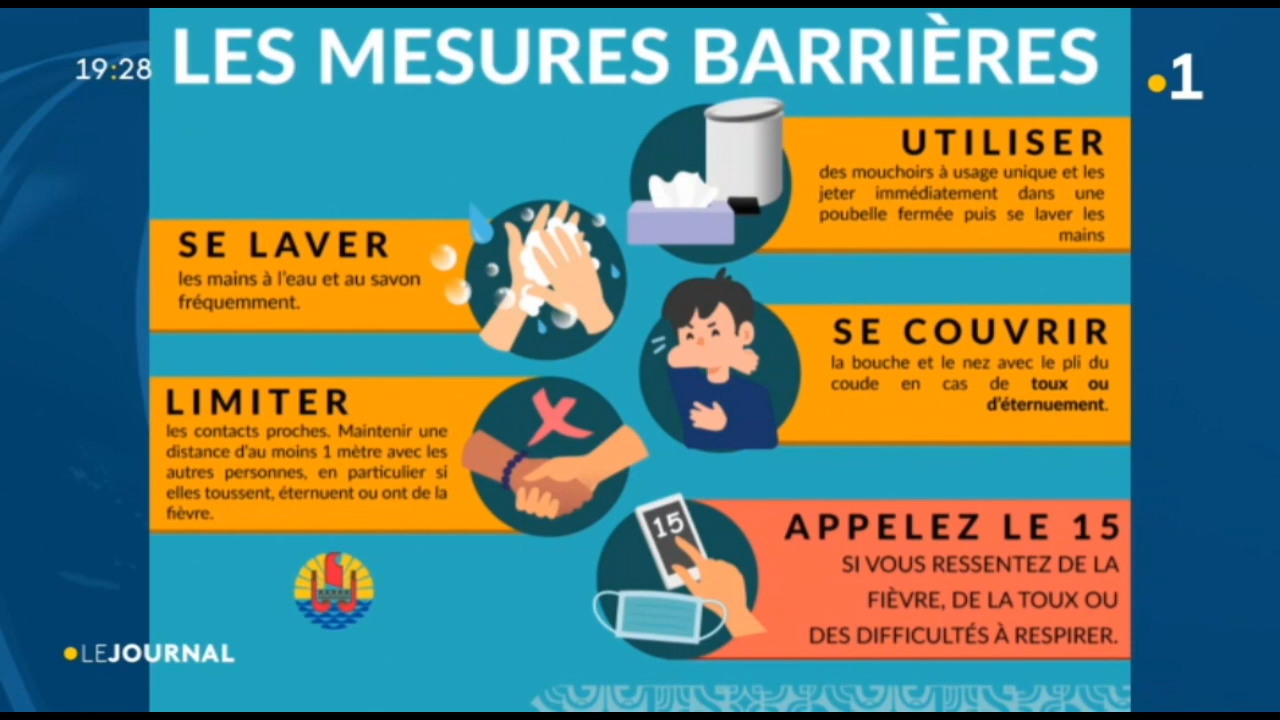 LES MESURES BARRIÈRES
19:28
1
UTILISER
des mouchoirs à usage unique et les
jeter immédiatement dans une
poubelle fermée puis se laver les
mains
SE LAVER
les mains à l'eau et au savon
fréquemment.
SE COUVRIR
la bouche et le nez avec le pli du
coude en cas de toux ou
d'éternuement.
LIMITER
les contacts proches. Maintenir une
distance d'au moins 1 mètre avec les
autres personnes, en particulier si
elles toussent, éternuent ou ont de la
fièvre.
15
APPELEZ LE 15
SI VOUS RESSENTEZ DE LA
FIÈVRE, DE LA TOUX OU
DES DIFFICULTÉS À RESPIRER.
LEJOURNAL